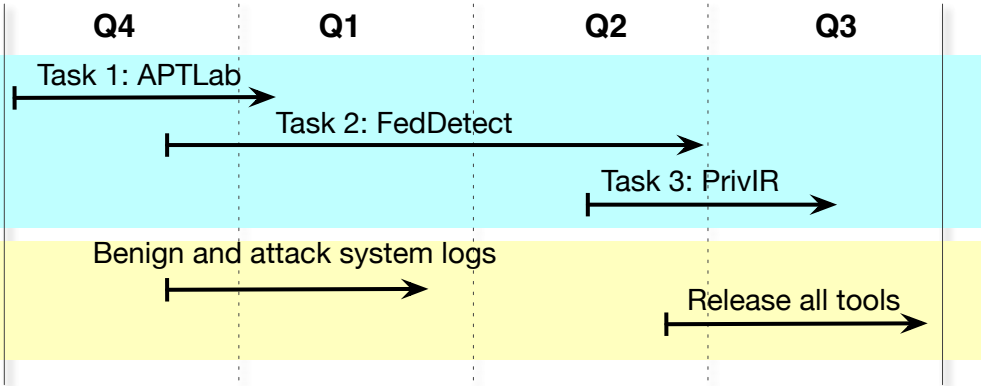 Q4 Q1 Q2 Q3
Task 1: APTLab
Task 2: FedDetect
Task 3: PrivIR
Benign and attack system logs
Release all tools